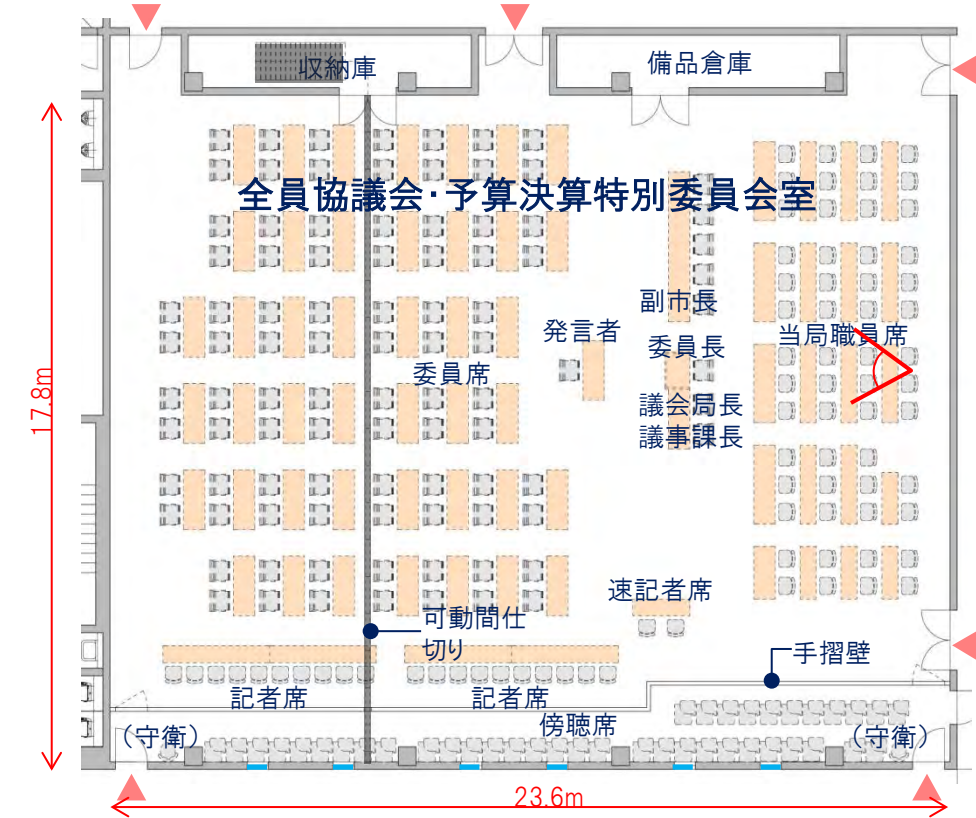 収納庫
備品倉庫
全員協議会・予算決算特別委員会室
副市長
発言者
委員長
当局職員席
委員席
議会局長
議事課長
17.8m
速記者席
可動間仕
切り
手摺壁
記者席
記者席
傍聴席
（守衛）
（守衛）
23.6m